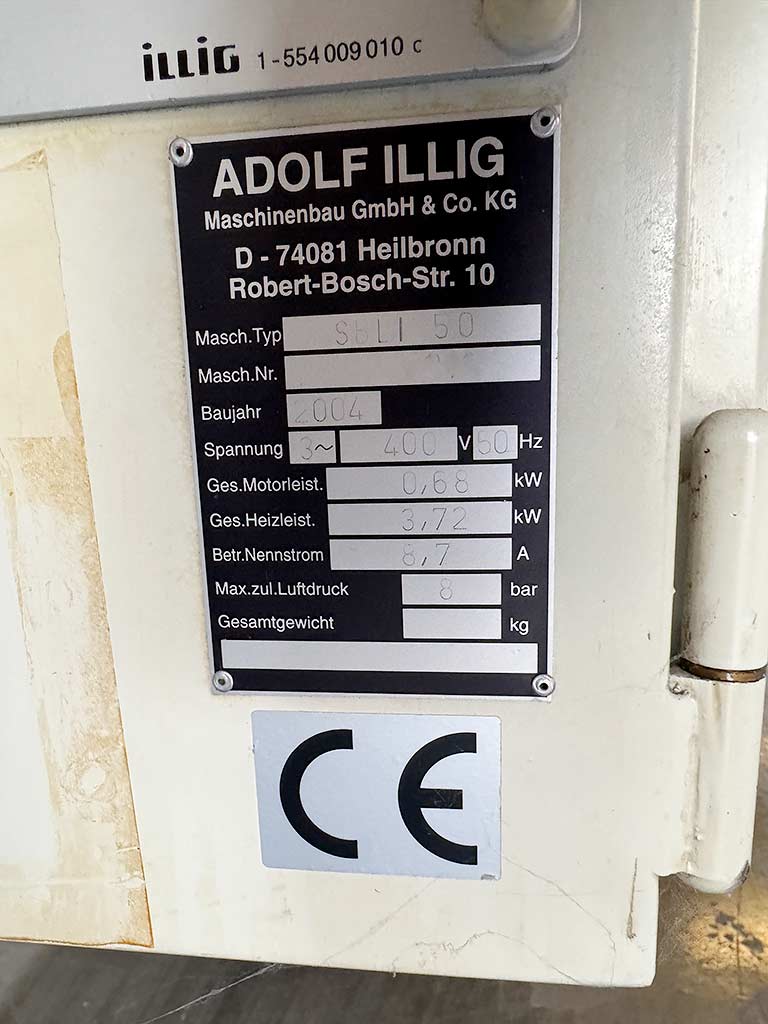 iLLiG 1-554 009 010 C
ADOLF ILLIG
Maschinenbau GmbH & Co. KG
D - 74081 Heilbronn
Robert-Bosch-Str. 10
Masch.Typ 50
Masch.Nr.
Baujahr 2004
Spannung 3~ 400 V 50 Hz
Ges.Motorleist. 0,68 kW
Ges.Heizleist. 3,72 kW
Betr.Nennstrom 8,7 A
Max.zul.Luftdruck 8 bar
Gesamtgewicht kg
CE